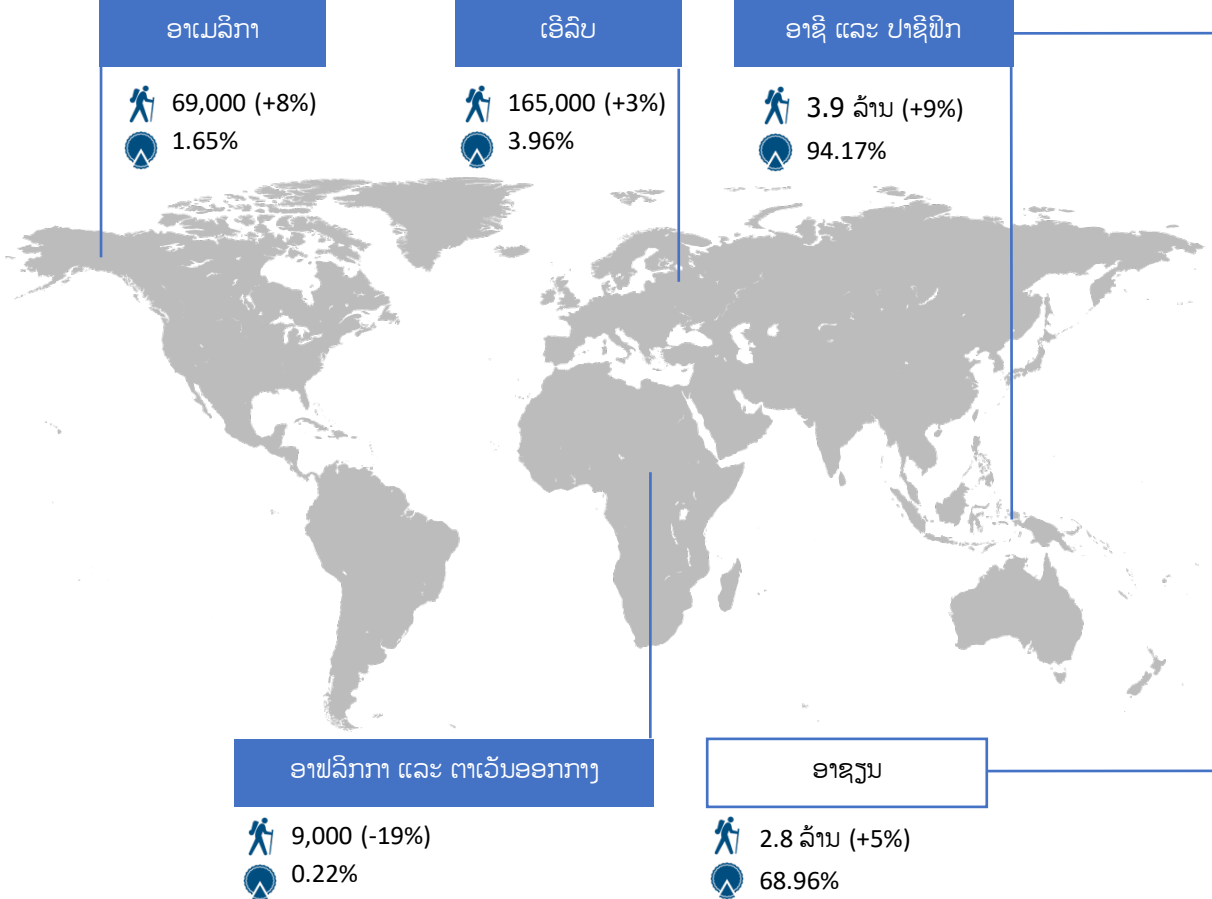 ອາເມລິກາ
69,000 (+8%)
1.65%
ເອີລົບ
165,000 (+3%)
3.96%
ອາຊີ ແລະ ປາຊີຟິກ
3.9 ລ້ານ (+9%)
94.17%
ອາຟລິກກາ ແລະ ຕາເວັນອອກກາງ
9,000 (-19%)
0.22%
ອາຊຽນ
2.8 ລ້ານ (+5%)
68.96%